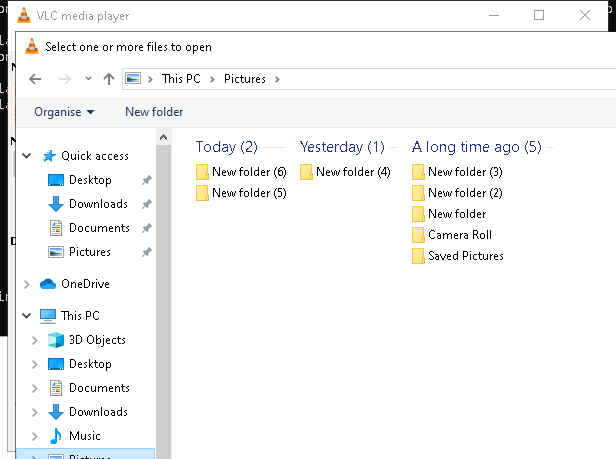 VLC media player
Select one or more files to open
This PC
Pictures
Organise
New folder
Quick access
Desktop
Downloads
Documents
Pictures
OneDrive
This PC
3D Objects
Desktop
Documents
Downloads
Music
Pictures
Today (2)
New folder (6)
New folder (5)
Yesterday (1)
New folder (4)
A long time ago (5)
New folder (3)
New folder (2)
New folder
Camera Roll
Saved Pictures